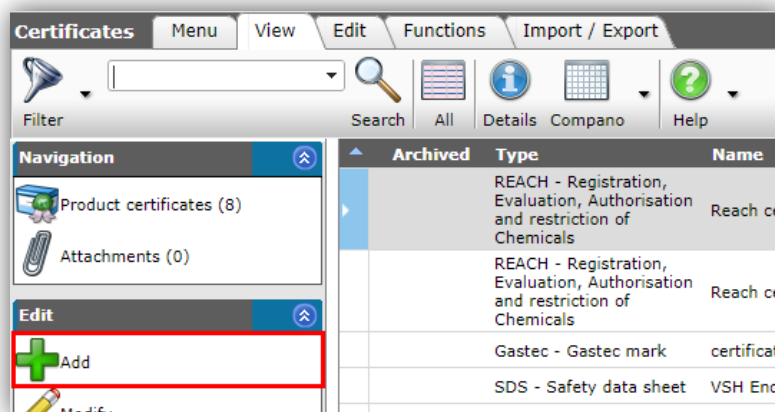 Certificates Menu View Edit Functions Import / Export
Filter Search All Details Compano Help
Navigation
Product certificates (8)
Attachments (0)
Edit
Add
Modify
Archived Type Name
REACH - Registration,
Evaluation, Authorisation
and restriction of
Chemicals
Reach ce
REACH - Registration,
Evaluation, Authorisation
and restriction of
Chemicals
Reach ce
Gastec - Gastec mark certificat
SDS - Safety data sheet VSH Enc